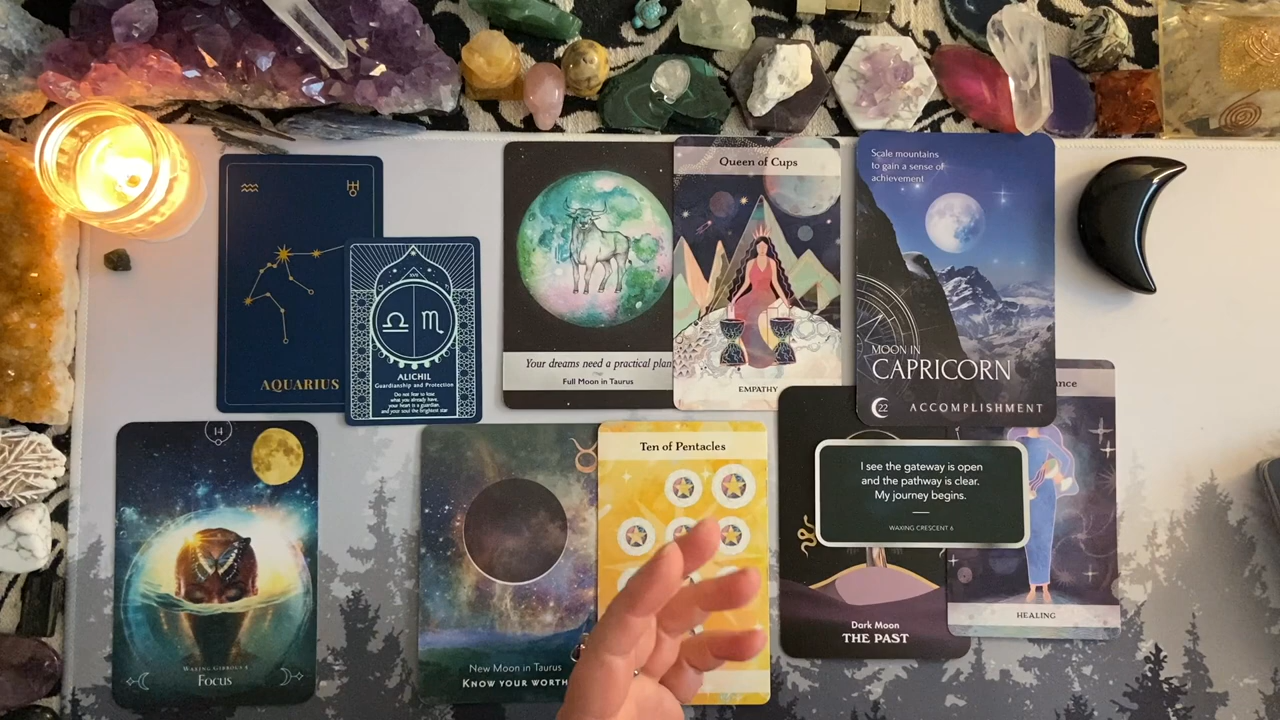 AQUARIUS
XVII
ALICHIL
Guardianship and Protection
Do not fear to lose
what you already have,
your heart is a guardian,
and your soul the brightest star
Your dreams need a practical plan
Full Moon in Taurus
Queen of Cups
EMPATHY
Scale mountains
to gain a sense of
achievement
MOON IN
CAPRICORN
22
ACCOMPLISHMENT
14
WAXING GIBBOUS
Focus
New Moon in Taurus
KNOW YOUR WORTH
Ten of Pentacles
I see the gateway is open
and the pathway is clear.
My journey begins.
WAXING CRESCENT 6
Dark Moon
THE PAST
HEALING